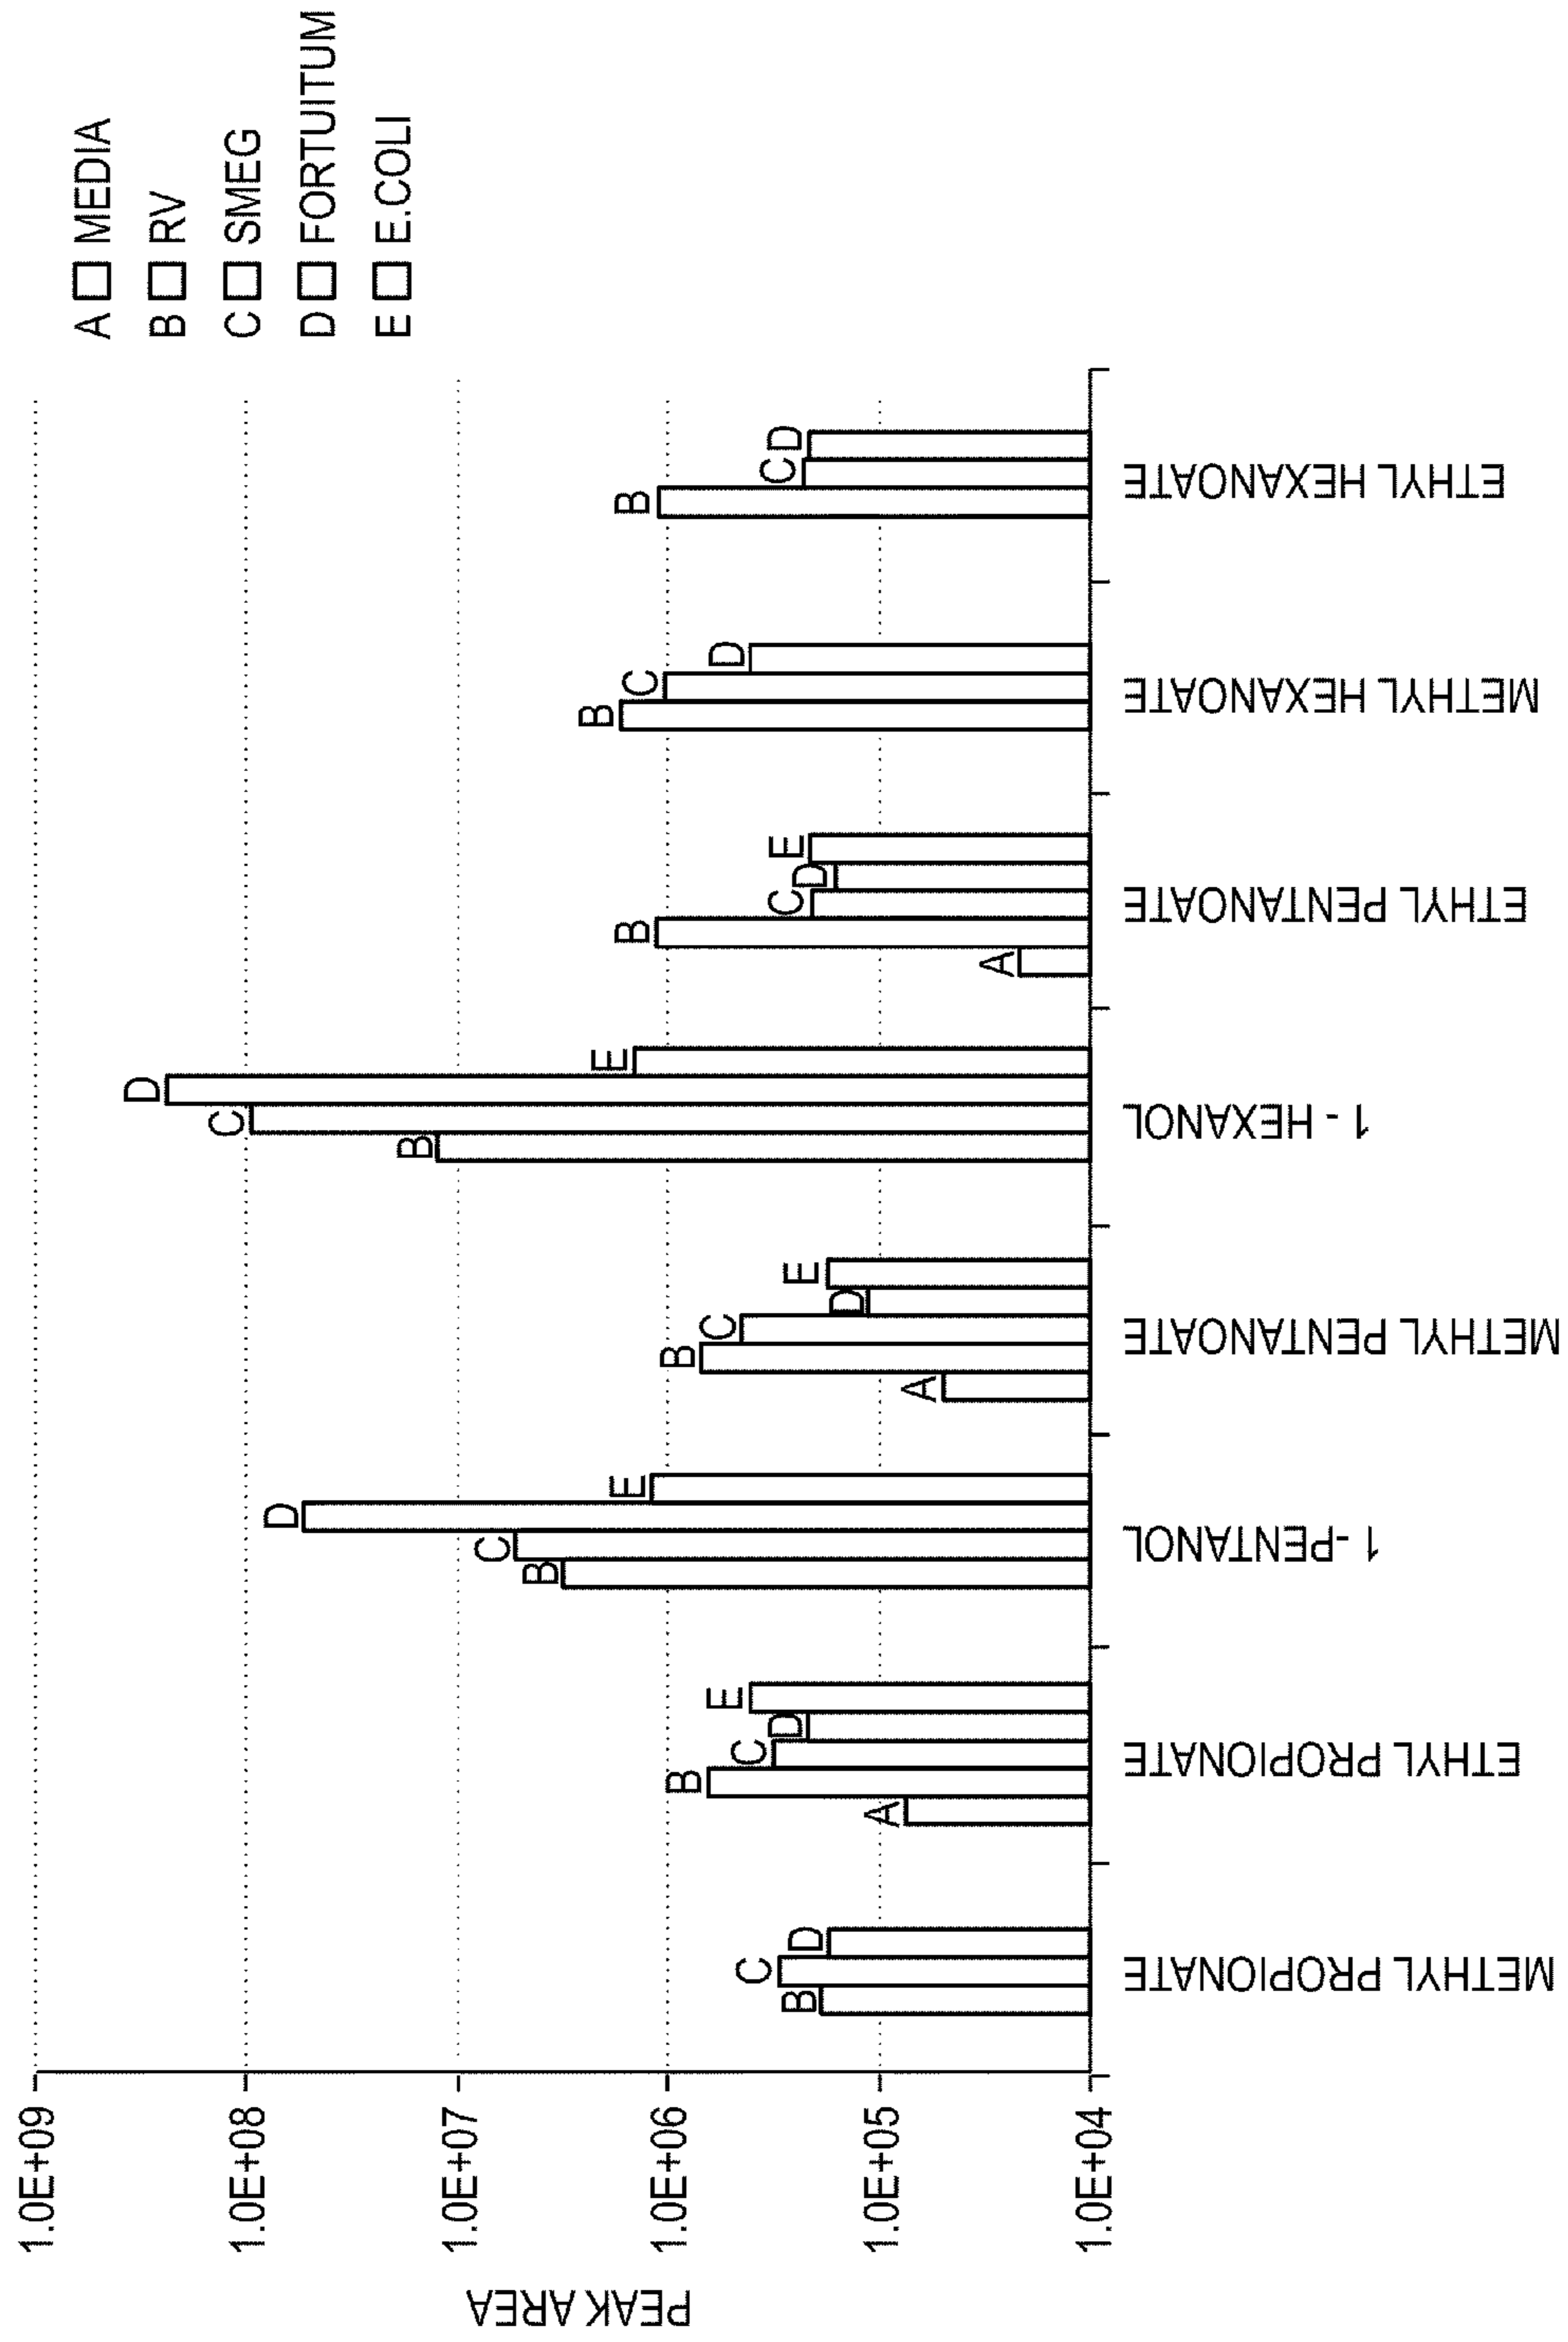 PEAK AREA
1.0E+09
1.0E+08
1.0E+07
1.0E+06
1.0E+05
1.0E+04
B
C
D
A
B
C
D
E
B
C
D
E
A
B
C
D
E
B
C
D
E
A
B
C
D
E
B
C
D
B
C
D
METHYL PROPIONATE
ETHYL PROPIONATE
1 -PENTANOL
METHYL PENTANOATE
1 - HEXANOL
ETHYL PENTANOATE
METHYL HEXANOATE
ETHYL HEXANOATE
A MEDIA
B RV
C SMEG
D FORTUITUM
E E.COLI